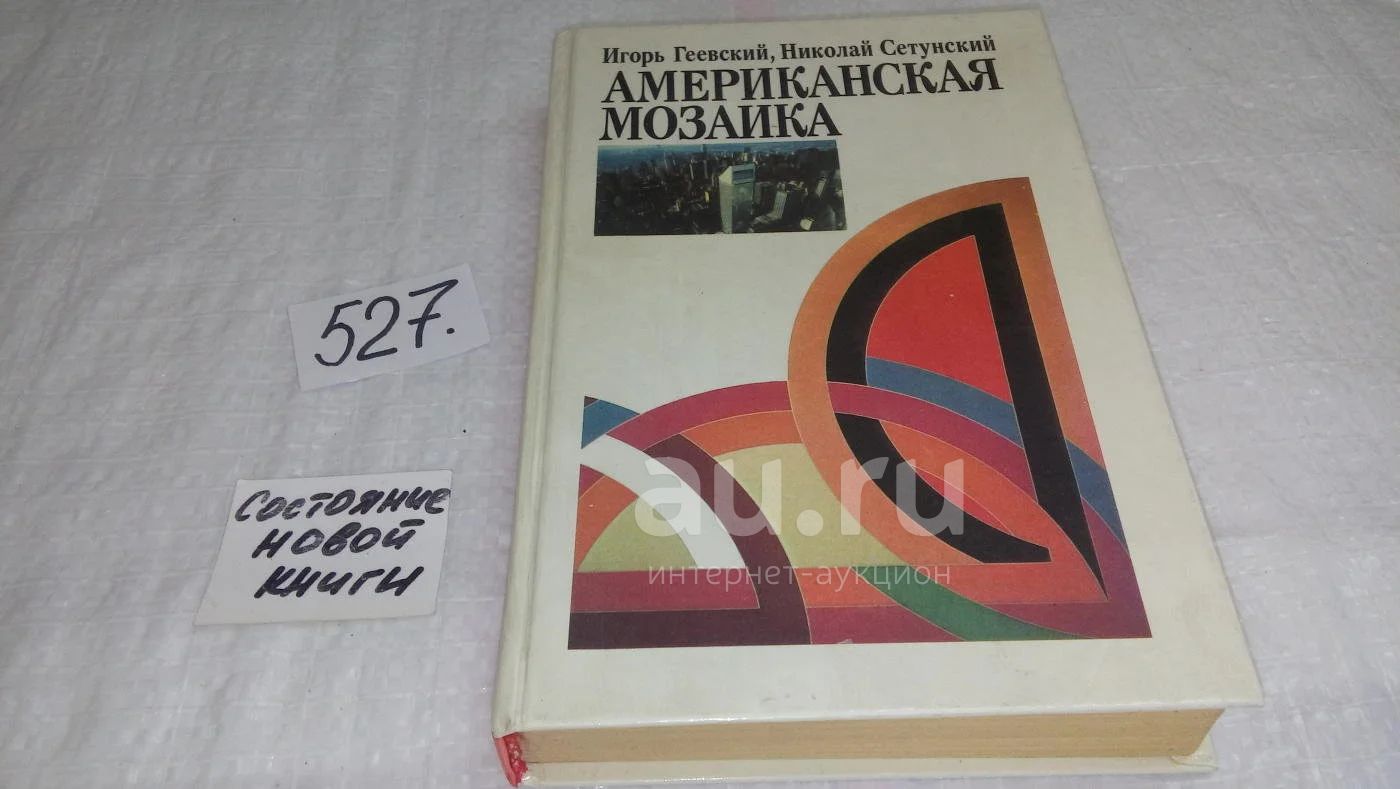 Игорь Геевский, Николай Сетунский
АМЕРИКАНСКАЯ
МОЗАИКА
527.
Состояние
новой
книги
au.ru
интернет-аукцион